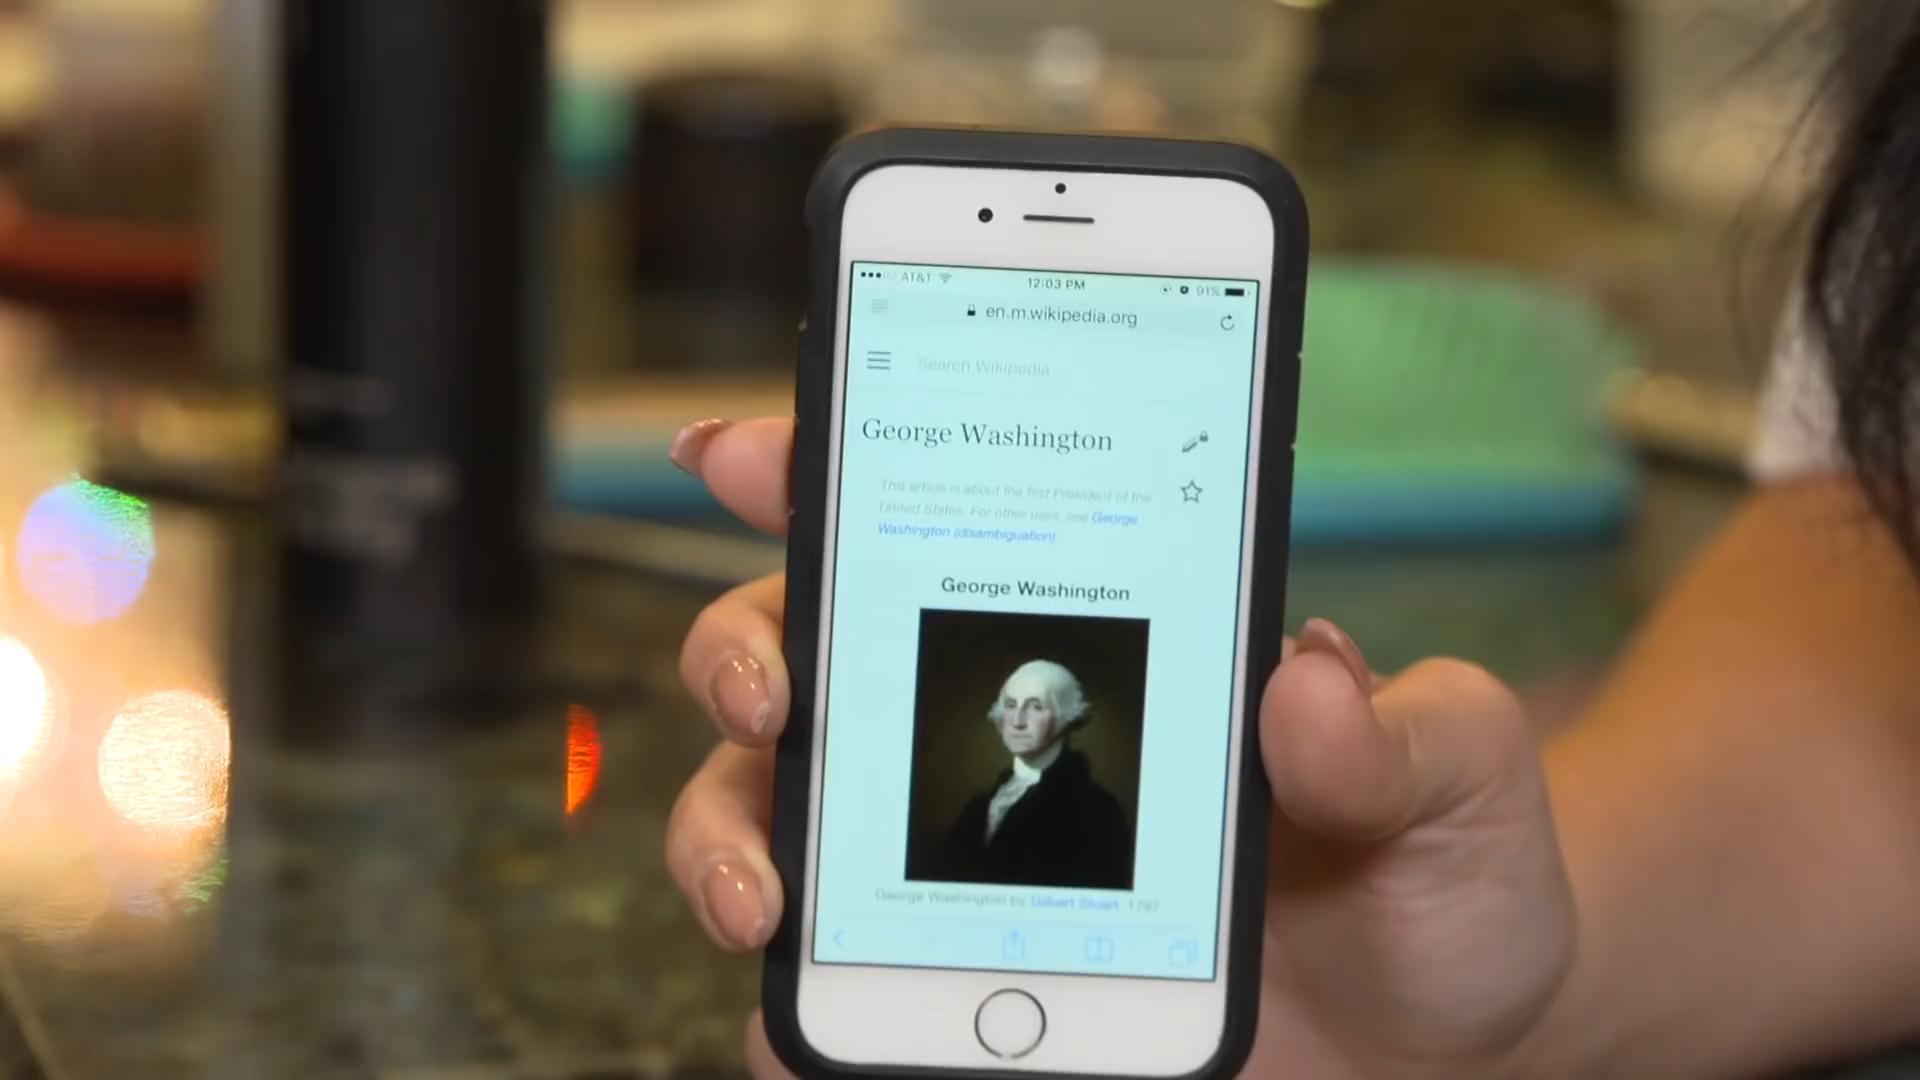 AT&T 12:03 PM 91%
en.m.wikipedia.org
Search Wikipedia
George Washington
This article is about the first President of the
United States. For other uses, see George
Washington (disambiguation).
George Washington
George Washington by Gilbert Stuart, 1797